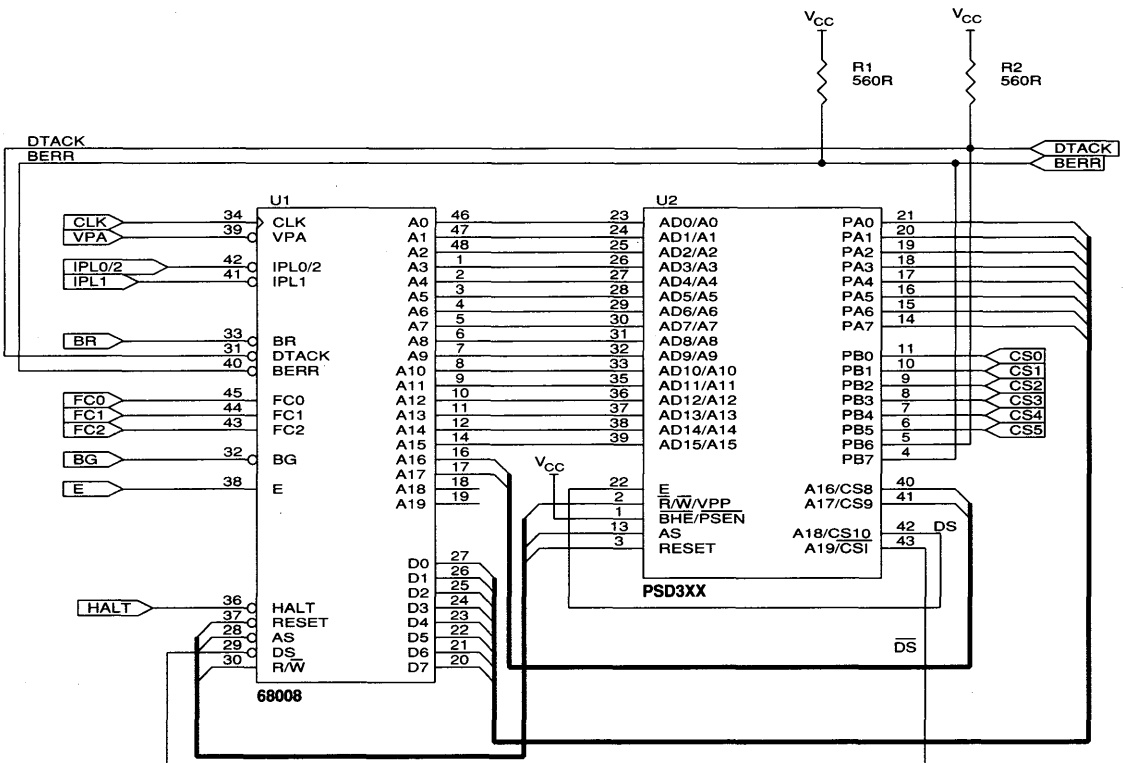 VCC
VCC
R1
560R
R2
560R
DTACK
BERR
DTACK
BERR
U1
CLK 34 CLK A0 46
VPA 39 VPA A1 47
A2 48
IPL0/2 42 IPL0/2 A3 1
IPL1 41 IPL1 A4 2
A5 3
A6 4
A7 5
BR 33 BR A8 6
31 DTACK A9 7
40 BERR A10 8
A11 9
FC0 45 FC0 A12 10
FC1 44 FC1 A13 11
FC2 43 FC2 A14 12
A15 14
BG 32 BG A16 16
A17 17
E 38 E A18 18
A19 19
D0 27
D1 26
D2 25
HALT 36 HALT D3 24
37 RESET D4 23
28 AS D5 22
29 DS D6 21
30 R/W̅ D7 20
68008
U2
23 AD0/A0 PA0 21
24 AD1/A1 PA1 20
25 AD2/A2 PA2 19
26 AD3/A3 PA3 18
27 AD4/A4 PA4 17
28 AD5/A5 PA5 16
29 AD6/A6 PA6 15
30 AD7/A7 PA7 14
31 AD8/A8
32 AD9/A9 PB0 11 CS0
33 AD10/A10 PB1 10 CS1
35 AD11/A11 PB2 9 CS2
36 AD12/A12 PB3 8 CS3
37 AD13/A13 PB4 7 CS4
38 AD14/A14 PB5 6 CS5
39 AD15/A15 PB6 5
PB7 4
VCC
22 E̅ A16/CS8 40
2 R̅/W̅/VPP A17/CS9 41
1 B̅H̅E̅/P̅S̅E̅N̅
13 AS A18/CS10 42 DS
3 RESET A19/C̅S̅I̅ 43
PSD3XX
D̅S̅